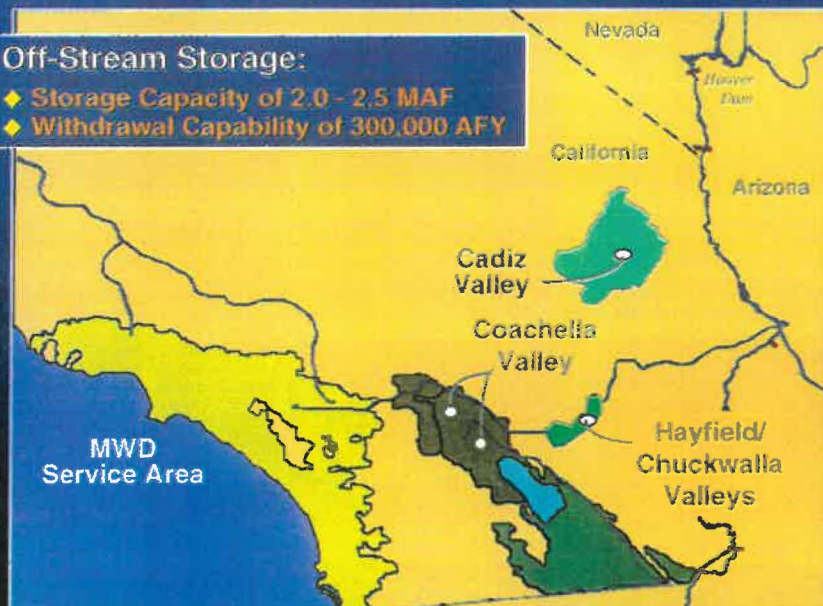 Off-Stream Storage:
◆ Storage Capacity of 2.0 - 2.5 MAF
◆ Withdrawal Capability of 300,000 AFY
Nevada
Hoover
Dam
California
Arizona
Cadiz
Valley
Coachella
Valley
MWD
Service Area
Hayfield/
Chuckwalla
Valleys